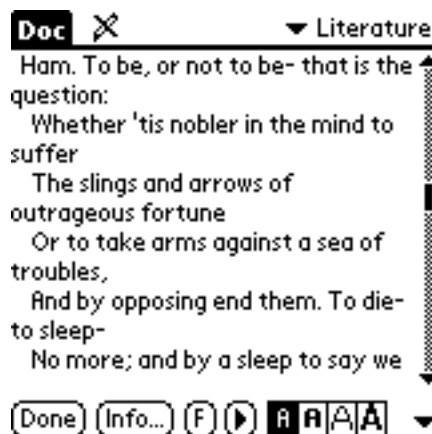 Doc Literature
Ham. To be, or not to be- that is the
question:
Whether 'tis nobler in the mind to
suffer
The slings and arrows of
outrageous fortune
Or to take arms against a sea of
troubles,
And by opposing end them. To die-
to sleep-
No more; and by a sleep to say we
Done Info... F A A A A